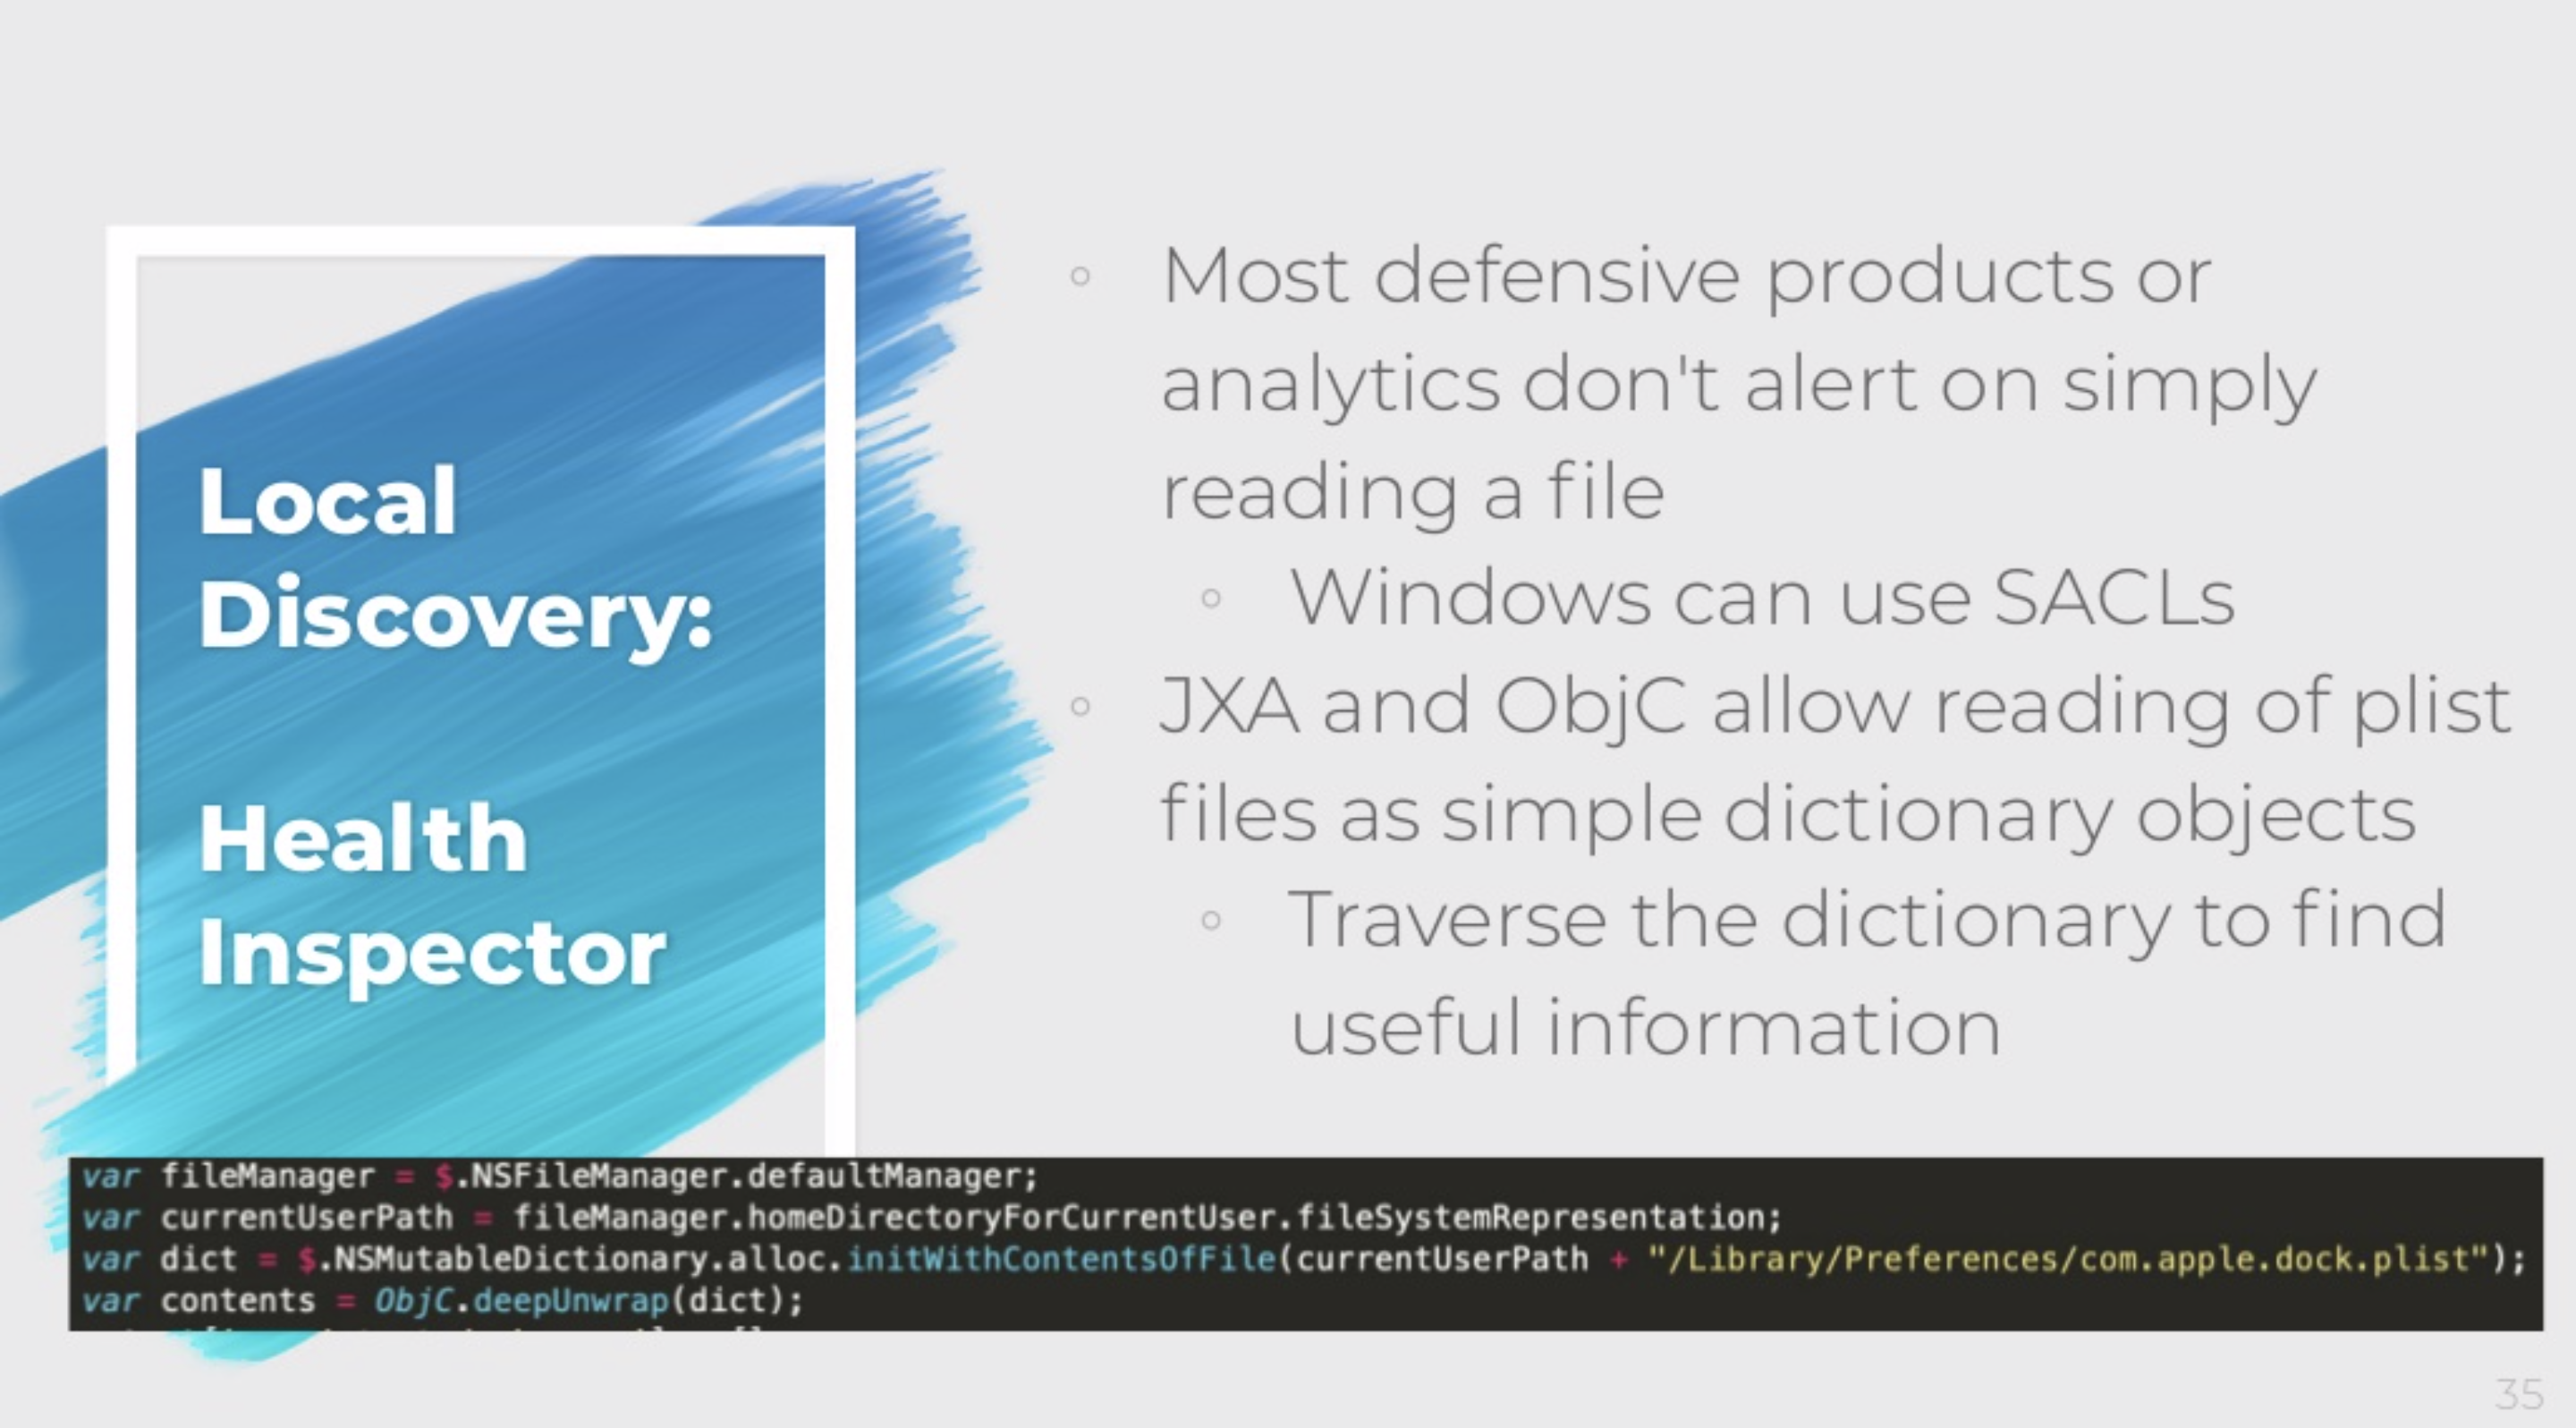 Local
Discovery:
Health
Inspector
◦ Most defensive products or
analytics don't alert on simply
reading a file
◦ Windows can use SACLs
◦ JXA and ObjC allow reading of plist
files as simple dictionary objects
◦ Traverse the dictionary to find
useful information
var fileManager = $.NSFileManager.defaultManager;
var currentUserPath = fileManager.homeDirectoryForCurrentUser.fileSystemRepresentation;
var dict = $.NSMutableDictionary.alloc.initWithContentsOfFile(currentUserPath + "/Library/Preferences/com.apple.dock.plist");
var contents = ObjC.deepUnwrap(dict);
35